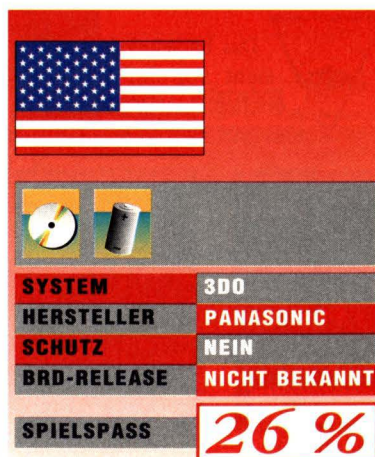 SYSTEM 3DO
HERSTELLER PANASONIC
SCHUTZ NEIN
BRD-RELEASE NICHT BEKANNT
SPIELSPASS 26 %